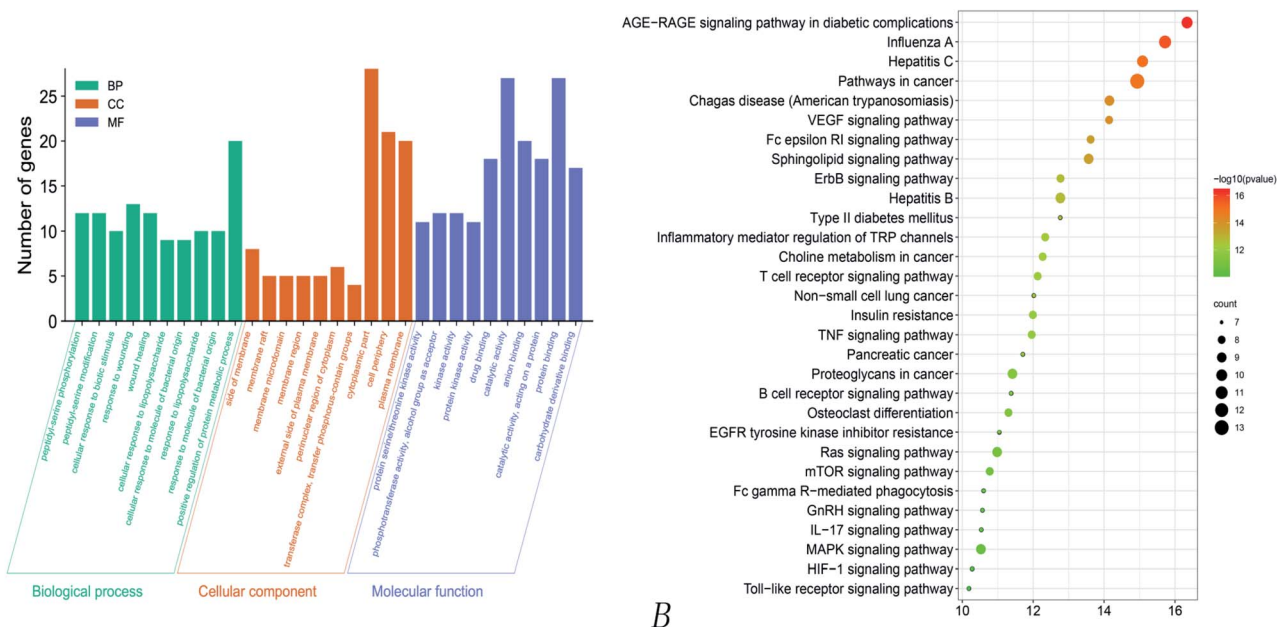 Number of genes
25
20
15
10
5
0
BP
CC
MF
peptidyl-serine phosphorylation
peptidyl-serine modification
cellular response to biotic stimulus
response to wounding
wound healing
cellular response to lipopolysaccharide
cellular response to molecule of bacterial origin
response to lipopolysaccharide
response to molecule of bacterial origin
positive regulation of protein metabolic process
side of membrane
membrane raft
membrane microdomain
membrane region
external side of plasma membrane
perinuclear region of cytoplasm
transferase complex, transfer phosphorus-contain groups
cytoplasmic part
cell periphery
plasma membrane
protein serine/threonine kinase activity
phosphotransferase activity, alcohol group as acceptor
kinase activity
protein kinase activity
drug binding
catalytic activity
anion binding
catalytic activity, acting on a protein
protein binding
carbohydrate derivative binding
Biological process
Cellular component
Molecular function
AGE−RAGE signaling pathway in diabetic complications
Influenza A
Hepatitis C
Pathways in cancer
Chagas disease (American trypanosomiasis)
VEGF signaling pathway
Fc epsilon RI signaling pathway
Sphingolipid signaling pathway
ErbB signaling pathway
Hepatitis B
Type II diabetes mellitus
Inflammatory mediator regulation of TRP channels
Choline metabolism in cancer
T cell receptor signaling pathway
Non−small cell lung cancer
Insulin resistance
TNF signaling pathway
Pancreatic cancer
Proteoglycans in cancer
B cell receptor signaling pathway
Osteoclast differentiation
EGFR tyrosine kinase inhibitor resistance
Ras signaling pathway
mTOR signaling pathway
Fc gamma R−mediated phagocytosis
GnRH signaling pathway
IL−17 signaling pathway
MAPK signaling pathway
HIF−1 signaling pathway
Toll−like receptor signaling pathway
10
12
14
16
−log10(pvalue)
16
14
12
count
7
8
9
10
11
12
13
B